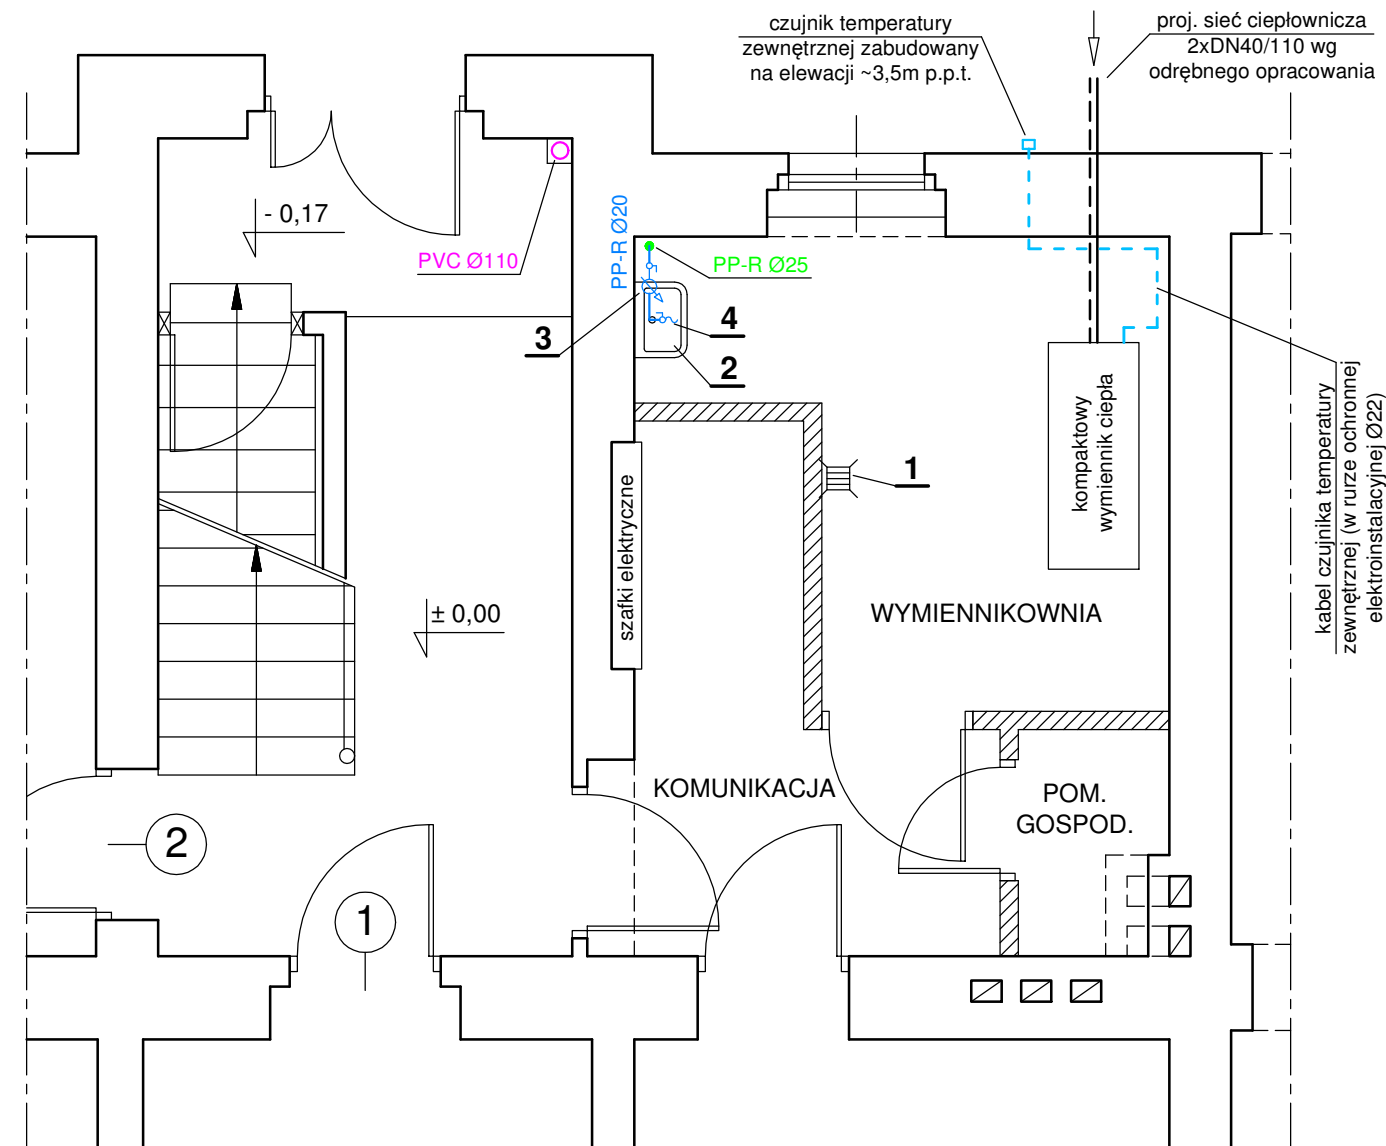 czujnik temperatury
zewnętrznej zabudowany
na elewacji ~3,5m p.p.t.
proj. sieć ciepłownicza
2xDN40/110 wg
odrębnego opracowania
- 0,17
PVC Ø110
PP-R Ø20
PP-R Ø25
3
4
2
1
kompaktowy
wymiennik ciepła
kabel czujnika temperatury
zewnętrznej (w rurze ochronnej
elektroinstalacyjnej Ø22)
szafki elektryczne
± 0,00
WYMIENNIKOWNIA
KOMUNIKACJA
POM.
GOSPOD.
2
1